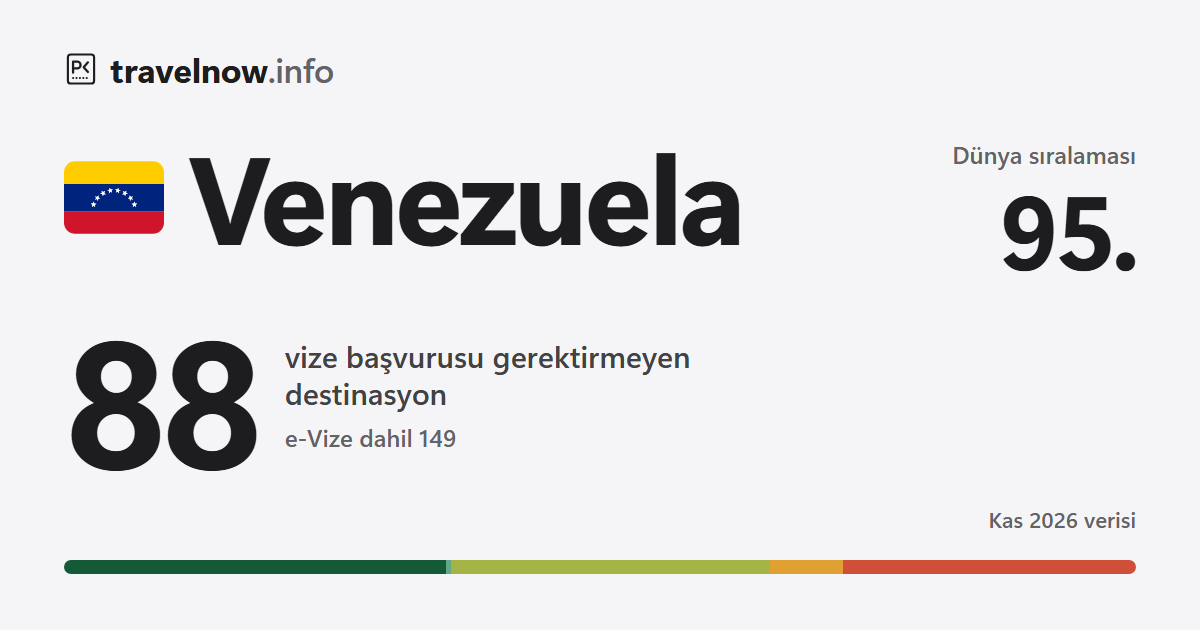 travelnow.info
Venezuela
Dünya sıralaması
95.
88
vize başvurusu gerektirmeyen
destinasyon
e-Vize dahil 149
Kas 2026 verisi